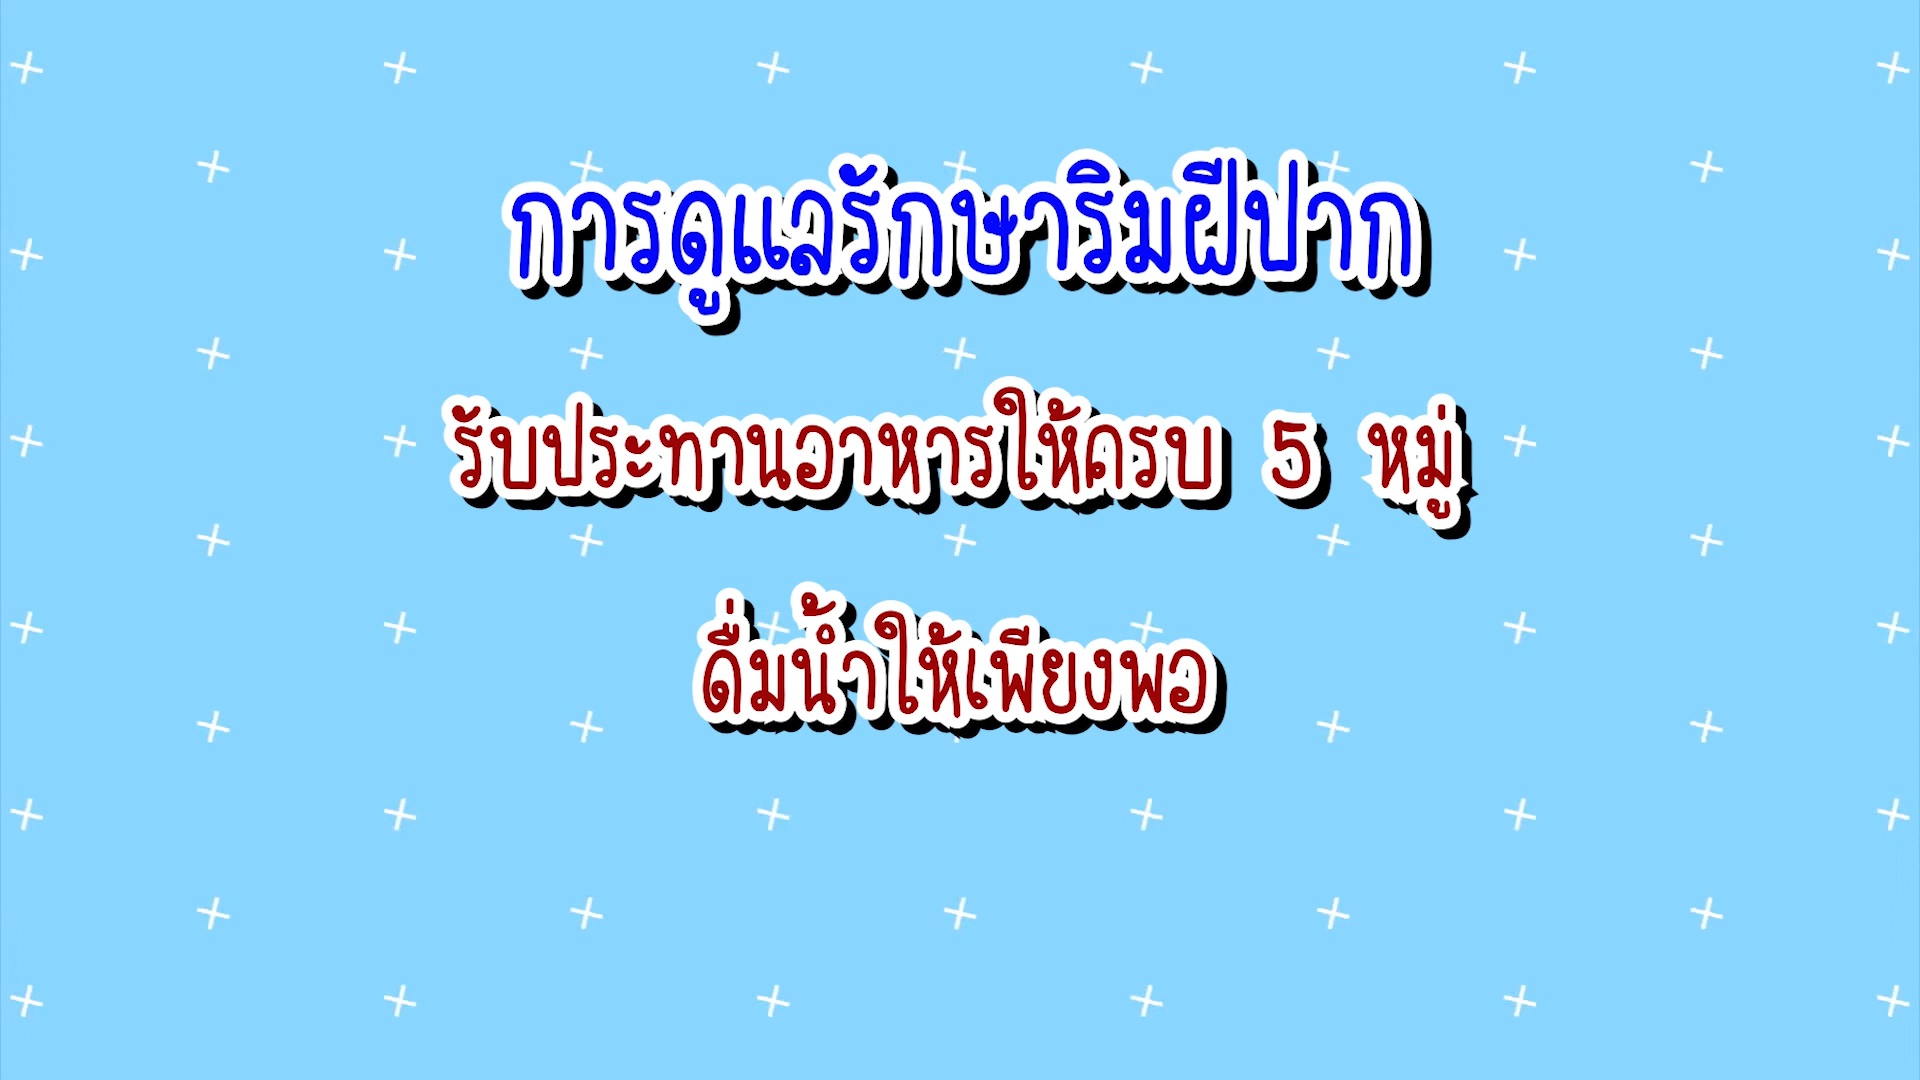 การดูแลรักษาริมฝีปาก
รับประทานอาหารให้ครบ 5 หมู่
ดื่มน้ำให้เพียงพอ